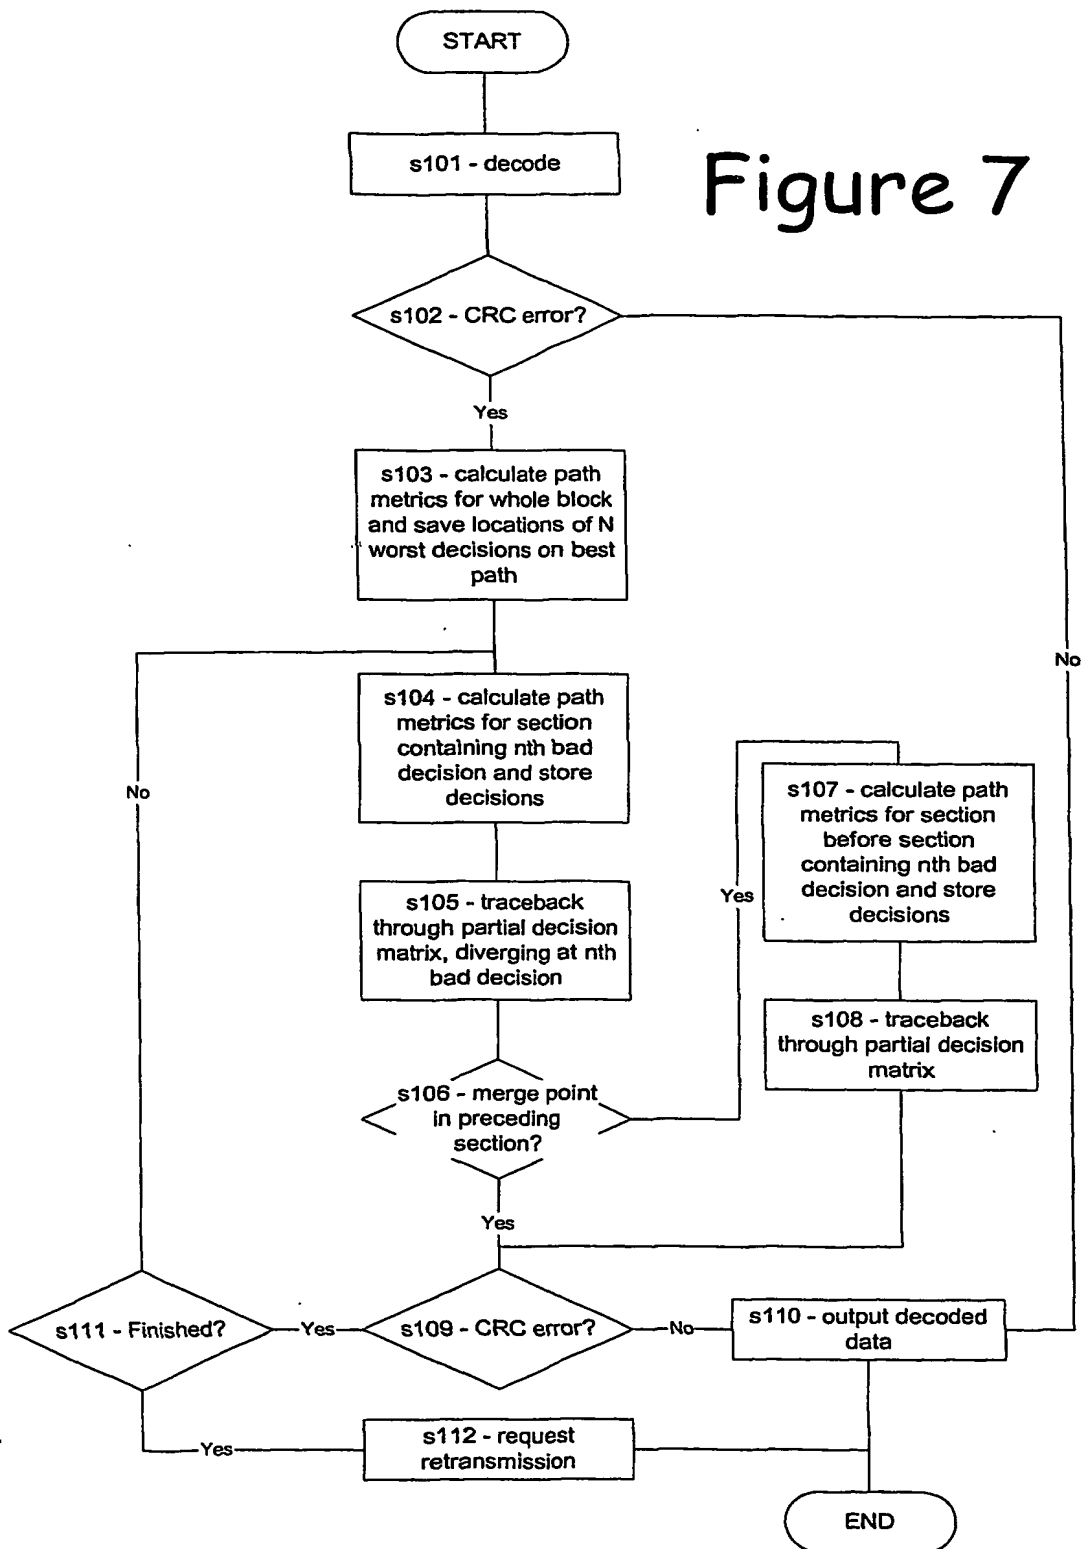 START
s101 - decode
Figure 7
s102 - CRC error?
Yes
s103 - calculate path
metrics for whole block
and save locations of N
worst decisions on best
path
No
s104 - calculate path
metrics for section
containing nth bad
decision and store
decisions
No
s107 - calculate path
metrics for section
before section
containing nth bad
decision and store
decisions
Yes
s105 - traceback
through partial decision
matrix, diverging at nth
bad decision
s108 - traceback
through partial decision
matrix
s106 - merge point
in preceding
section?
Yes
s111 - Finished?
Yes
s109 - CRC error?
No
s110 - output decoded
data
Yes
s112 - request
retransmission
END